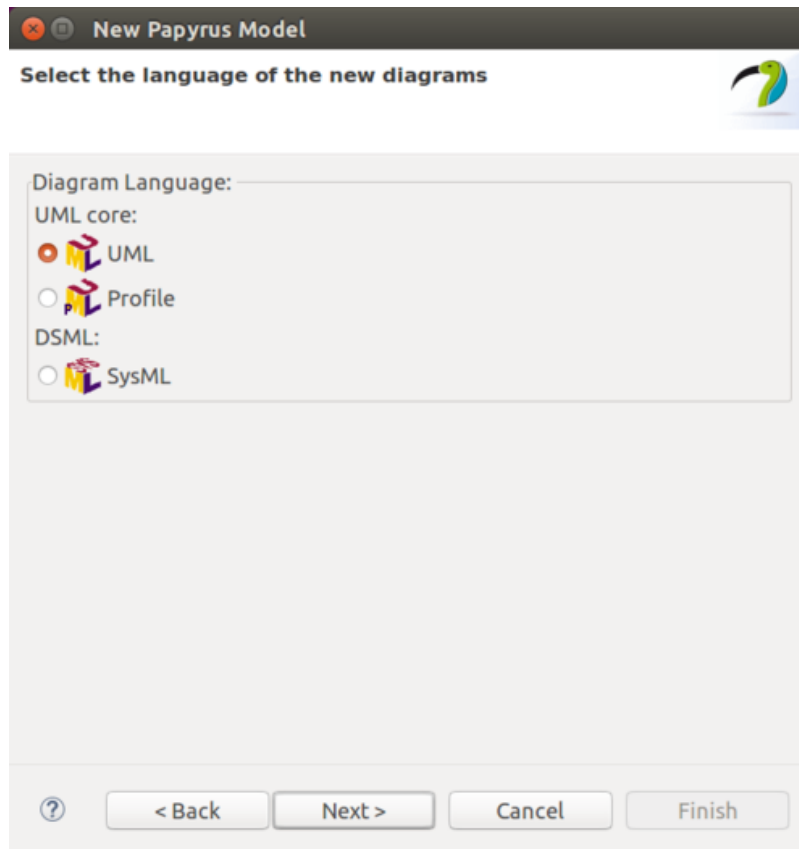 New Papyrus Model
Select the language of the new diagrams
Diagram Language:
UML core:
UML
Profile
DSML:
SysML
? < Back Next > Cancel Finish